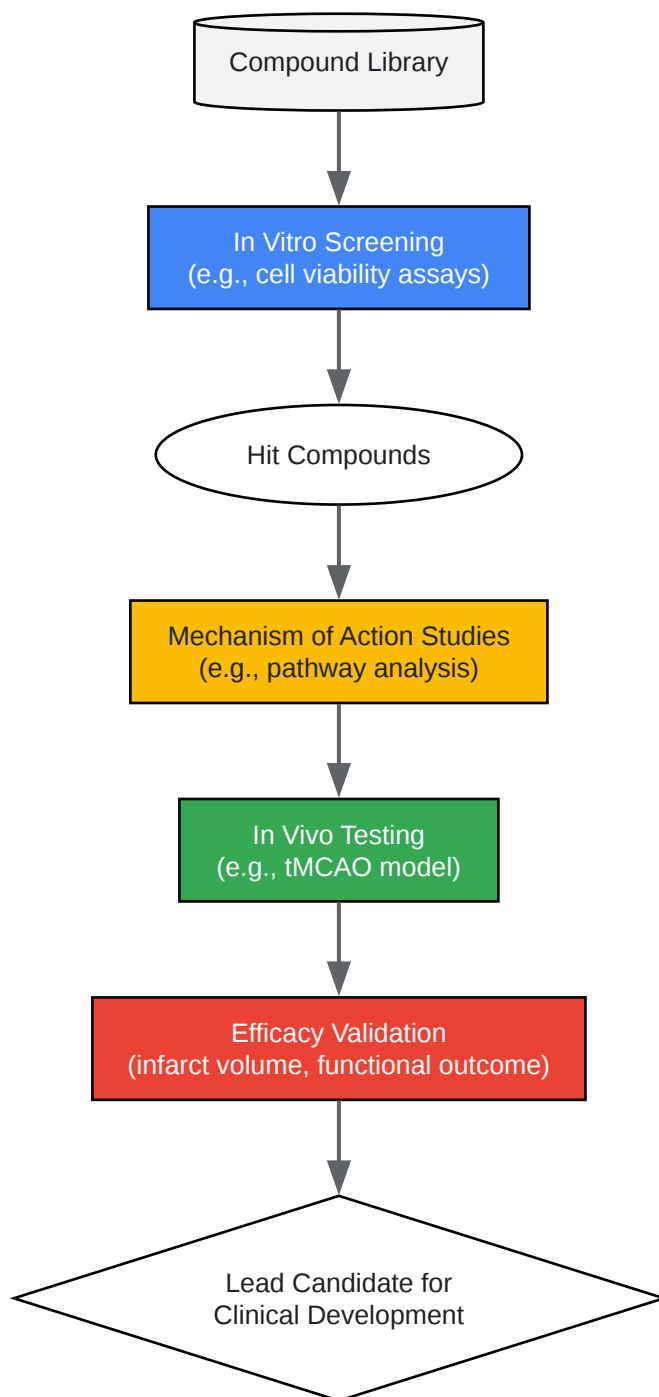 Compound Library
In Vitro Screening
(e.g., cell viability assays)
Hit Compounds
Mechanism of Action Studies
(e.g., pathway analysis)
In Vivo Testing
(e.g., tMCAO model)
Efficacy Validation
(infarct volume, functional outcome)
Lead Candidate for
Clinical Development